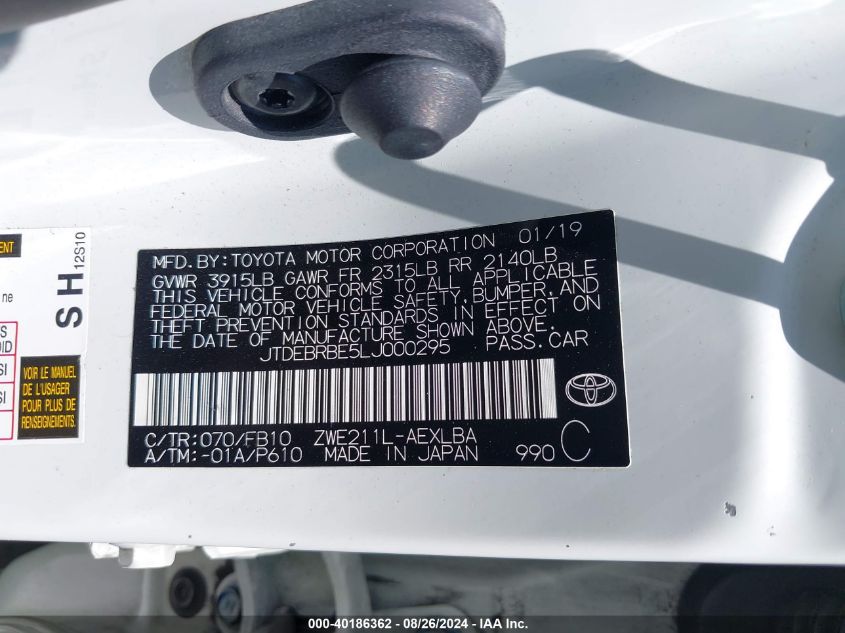 MFD. BY: TOYOTA MOTOR CORPORATION 01/19
GVWR 3915LB GAWR FR 2315LB RR 2140LB
THIS VEHICLE CONFORMS TO ALL APPLICABLE
FEDERAL MOTOR VEHICLE SAFETY, BUMPER, AND
THEFT PREVENTION STANDARDS IN EFFECT ON
THE DATE OF MANUFACTURE SHOWN ABOVE.
JTDEBRBE5LJ000295 PASS. CAR
C/TR: 070/FB10 ZWE211L-AEXLBA
A/TM: -01A/P610 MADE IN JAPAN 990 C
SH 12S10
ne
SI
SI
VOIR LE MANUEL
DE L'USAGER
POUR PLUS DE
RENSEIGNEMENTS
000-40186362 - 08/26/2024 - IAA Inc.